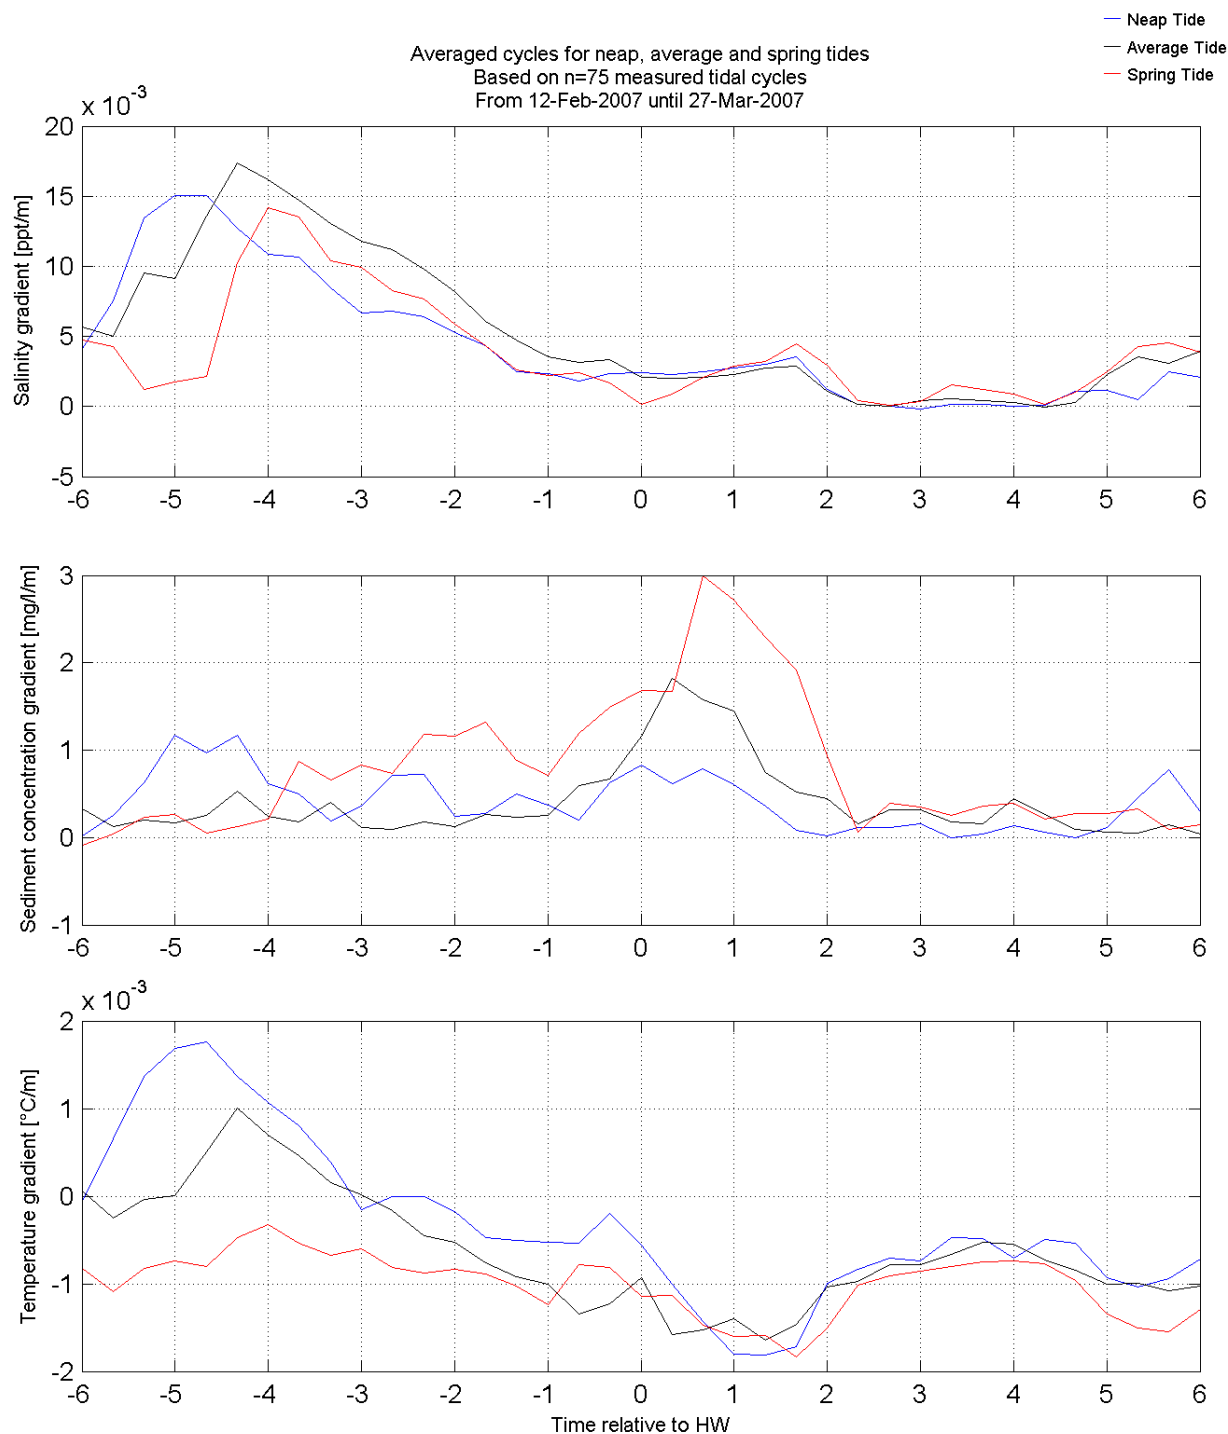 Neap Tide
Average Tide
Spring Tide
Averaged cycles for neap, average and spring tides
Based on n=75 measured tidal cycles
From 12-Feb-2007 until 27-Mar-2007
x 10-3
Salinity gradient [ppt/m]
20
15
10
5
0
-5
-6 -5 -4 -3 -2 -1 0 1 2 3 4 5 6
Sediment concentration gradient [mg/l/m]
3
2
1
0
-1
-6 -5 -4 -3 -2 -1 0 1 2 3 4 5 6
x 10-3
Temperature gradient [°C/m]
2
1
0
-1
-2
-6 -5 -4 -3 -2 -1 0 1 2 3 4 5 6
Time relative to HW